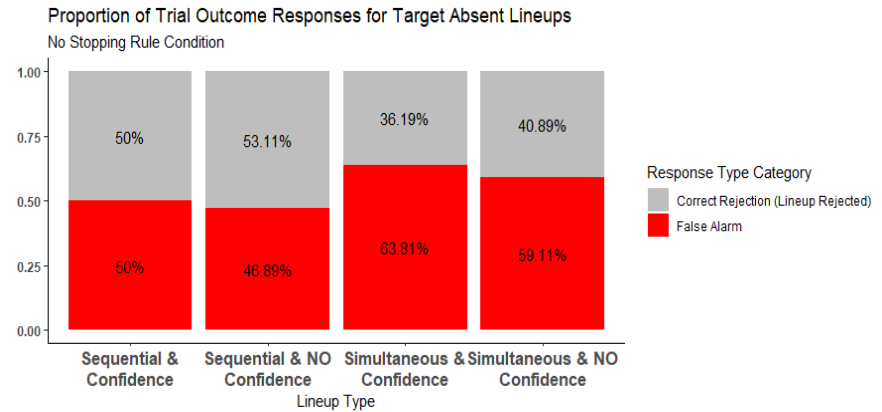 Proportion of Trial Outcome Responses for Target Absent Lineups
No Stopping Rule Condition
1.00
0.75
0.50
0.25
0.00
50%
53.11%
36.19%
40.89%
50%
46.89%
63.81%
59.11%
Sequential &
Confidence
Sequential & NO
Confidence
Simultaneous &
Confidence
Simultaneous & NO
Confidence
Lineup Type
Response Type Category
Correct Rejection (Lineup Rejected)
False Alarm